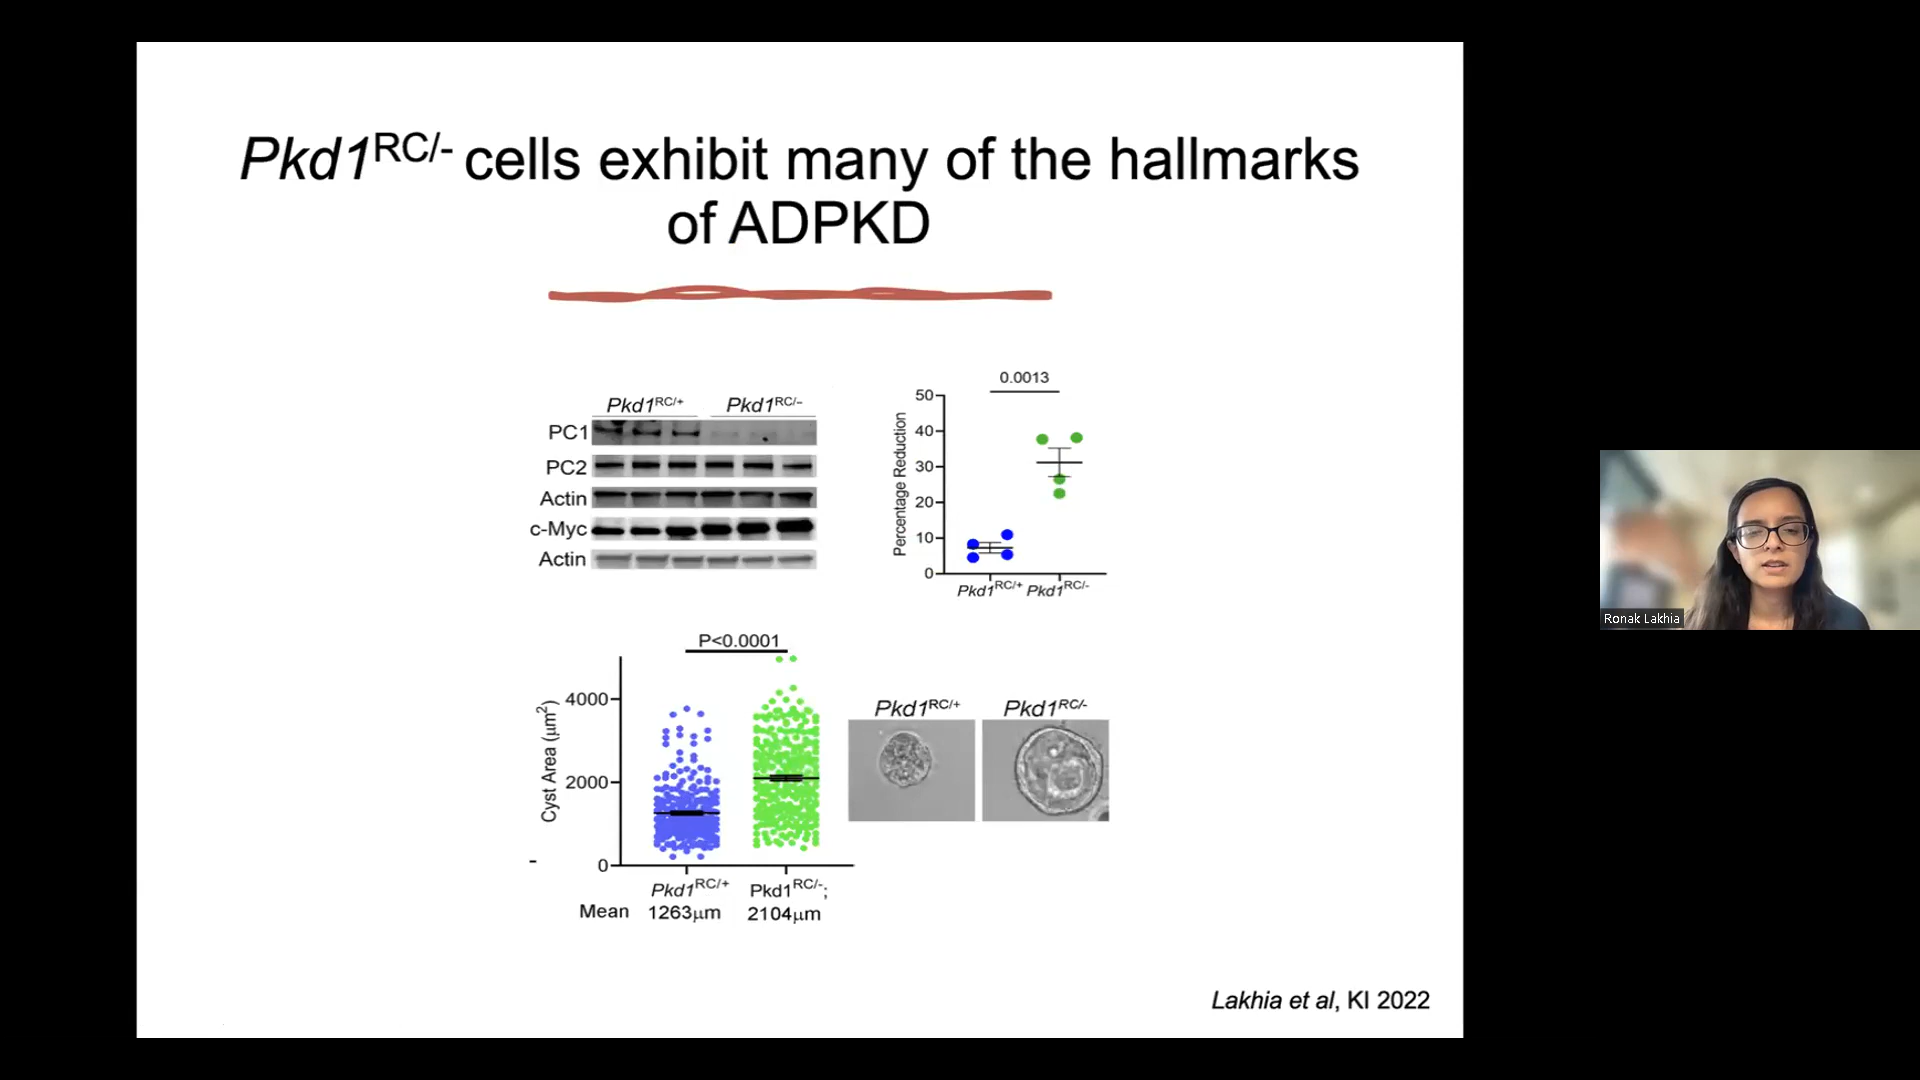 Pkd1RC/- cells exhibit many of the hallmarks
of ADPKD
Pkd1RC/+ Pkd1RC/–
PC1
PC2
Actin
c-Myc
Actin
0.0013
Percentage Reduction
50
40
30
20
10
0
Pkd1RC/+ Pkd1RC/-
P<0.0001
Cyst Area (μm2)
4000
2000
0
Pkd1RC/+ Pkd1RC/-;
Mean 1263μm 2104μm
Pkd1RC/+ Pkd1RC/-
Lakhia et al, KI 2022
Ronak Lakhia